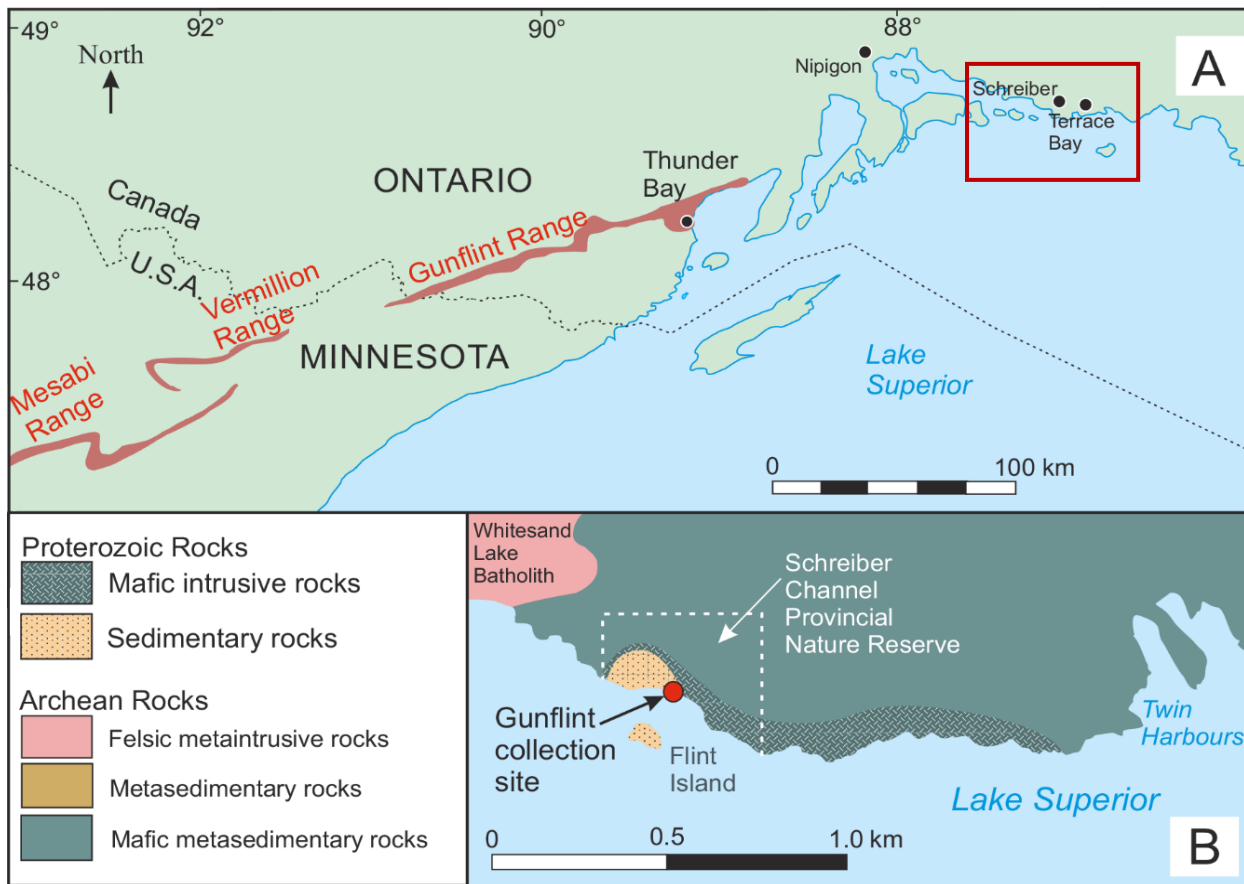 49°
92°
90°
88°
North
A
Nipigon
Schreiber
Terrace
Bay
Thunder
Bay
ONTARIO
Canada
U.S.A.
Gunflint Range
48°
Vermillion
Range
MINNESOTA
Mesabi
Range
Lake
Superior
0
100 km
Proterozoic Rocks
Mafic intrusive rocks
Sedimentary rocks
Archean Rocks
Felsic metaintrusive rocks
Metasedimentary rocks
Mafic metasedimentary rocks
Whitesand
Lake
Batholith
Schreiber
Channel
Provincial
Nature Reserve
Gunflint
collection
site
Flint
Island
Twin
Harbours
Lake Superior
0
0.5
1.0 km
B